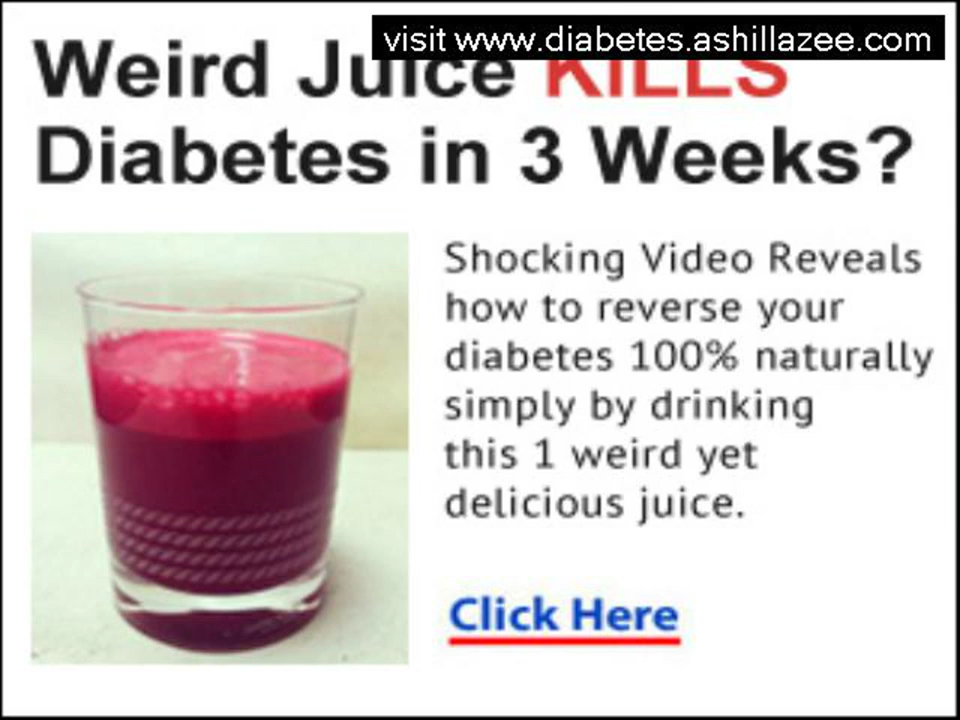 visit www.diabetes.ashillazee.com
Weird Juice KILLS
Diabetes in 3 Weeks?
Shocking Video Reveals
how to reverse your
diabetes 100% naturally
simply by drinking
this 1 weird yet
delicious juice.
Click Here